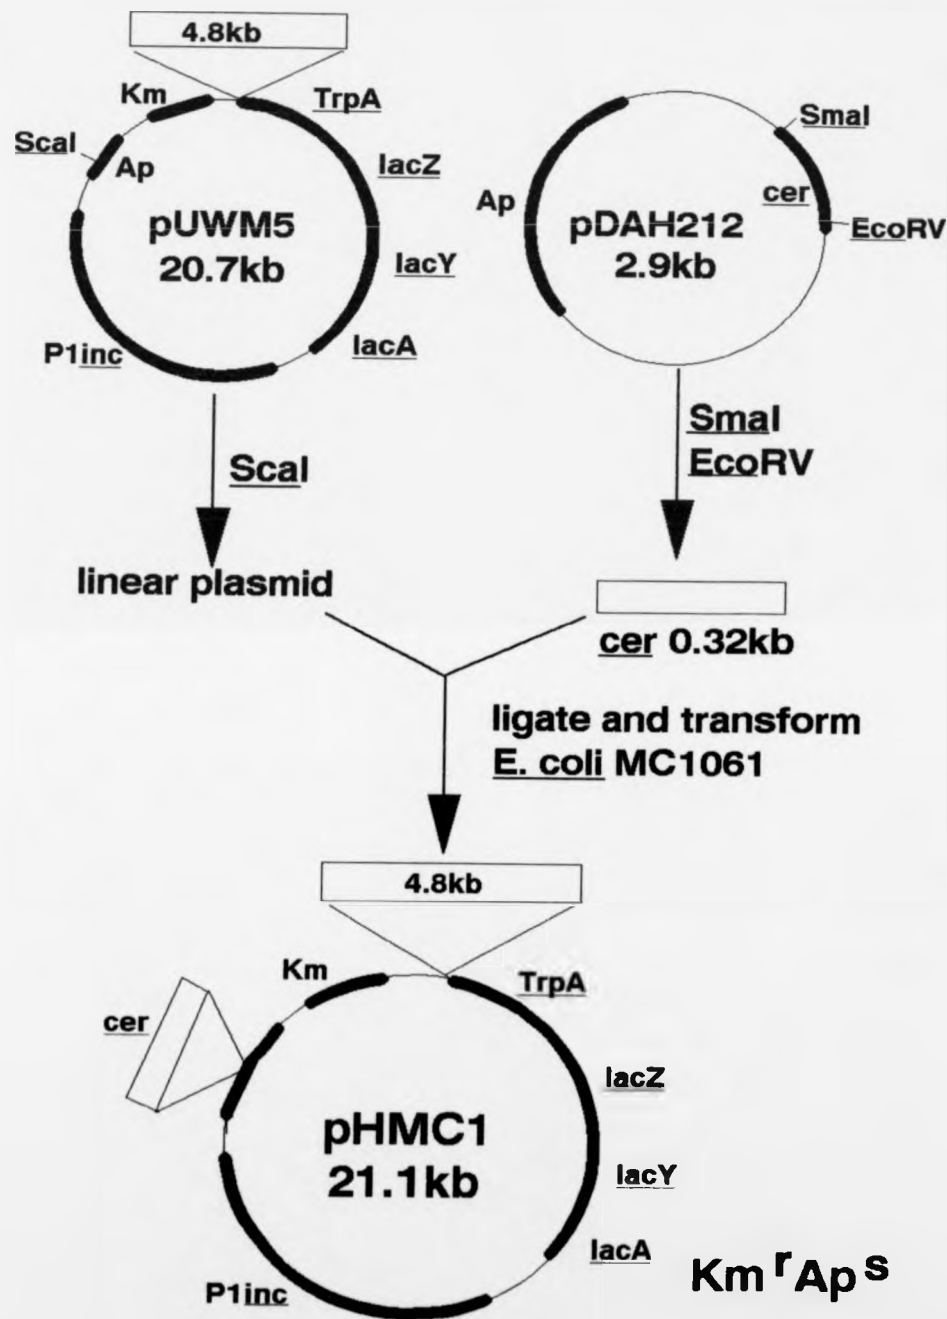 4.8kb
Km
TrpA
ScaI
Ap
lacZ
pUWM5
20.7kb
lacY
lacA
P1inc
SmaI
Ap
cer
pDAH212
2.9kb
EcoRV
ScaI
SmaI
EcoRV
linear plasmid
cer 0.32kb
ligate and transform
E. coli MC1061
4.8kb
Km
TrpA
cer
lacZ
pHMC1
21.1kb
lacY
lacA
P1inc
Km r Ap s